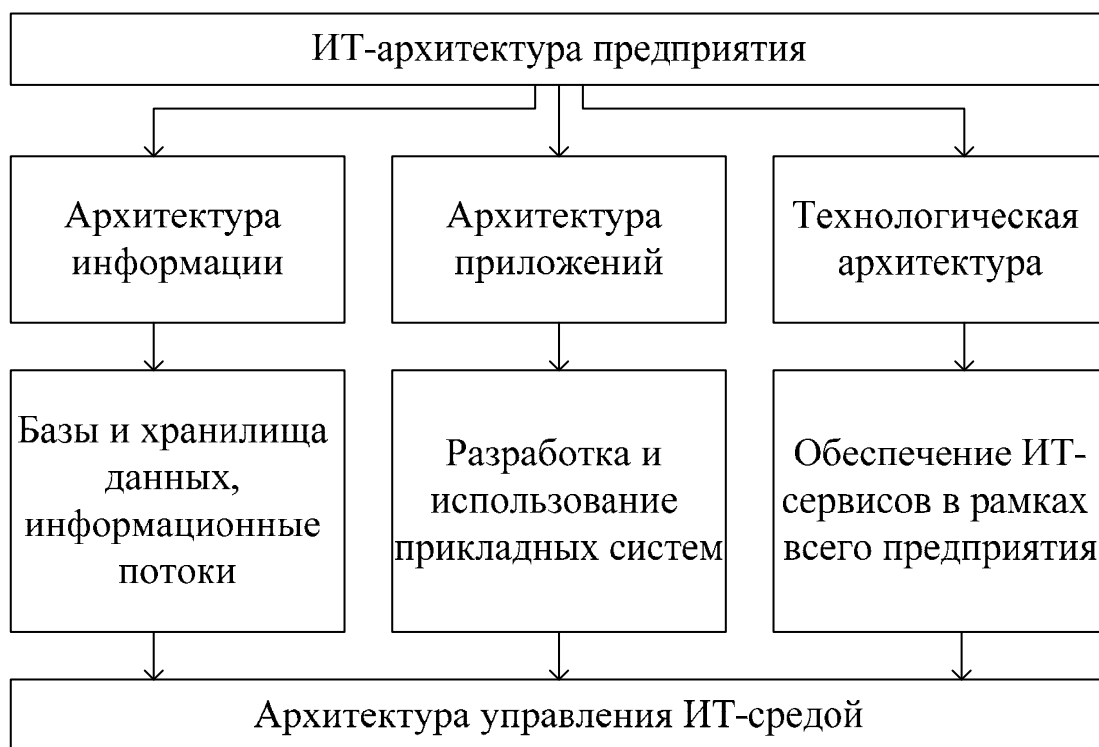 ИТ-архитектура предприятия
Архитектура
информации
Архитектура
приложений
Технологическая
архитектура
Базы и хранилища
данных,
информационные
потоки
Разработка и
использование
прикладных систем
Обеспечение ИТ-
сервисов в рамках
всего предприятия
Архитектура управления ИТ-средой